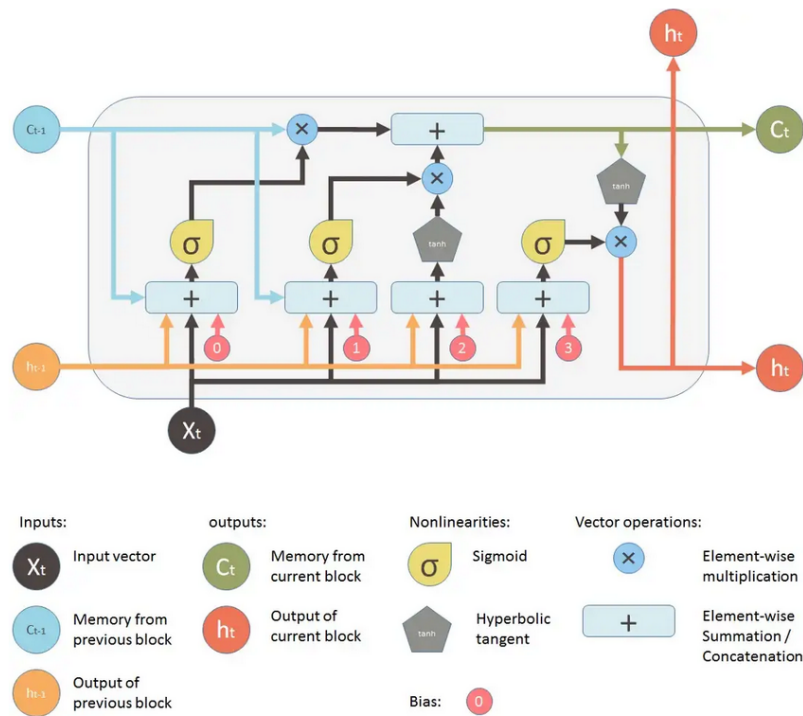 ht
Ct-1
×
+
Ct
×
tanh
σ
σ
tanh
σ
×
+
+
+
+
0
1
2
3
ht-1
ht
Xt
Inputs:
outputs:
Nonlinearities:
Vector operations:
Xt
Input vector
Ct
Memory from
current block
σ
Sigmoid
×
Element-wise
multiplication
Ct-1
Memory from
previous block
ht
Output of
current block
tanh
Hyperbolic
tangent
+
Element-wise
Summation /
Concatenation
ht-1
Output of
previous block
Bias:
0